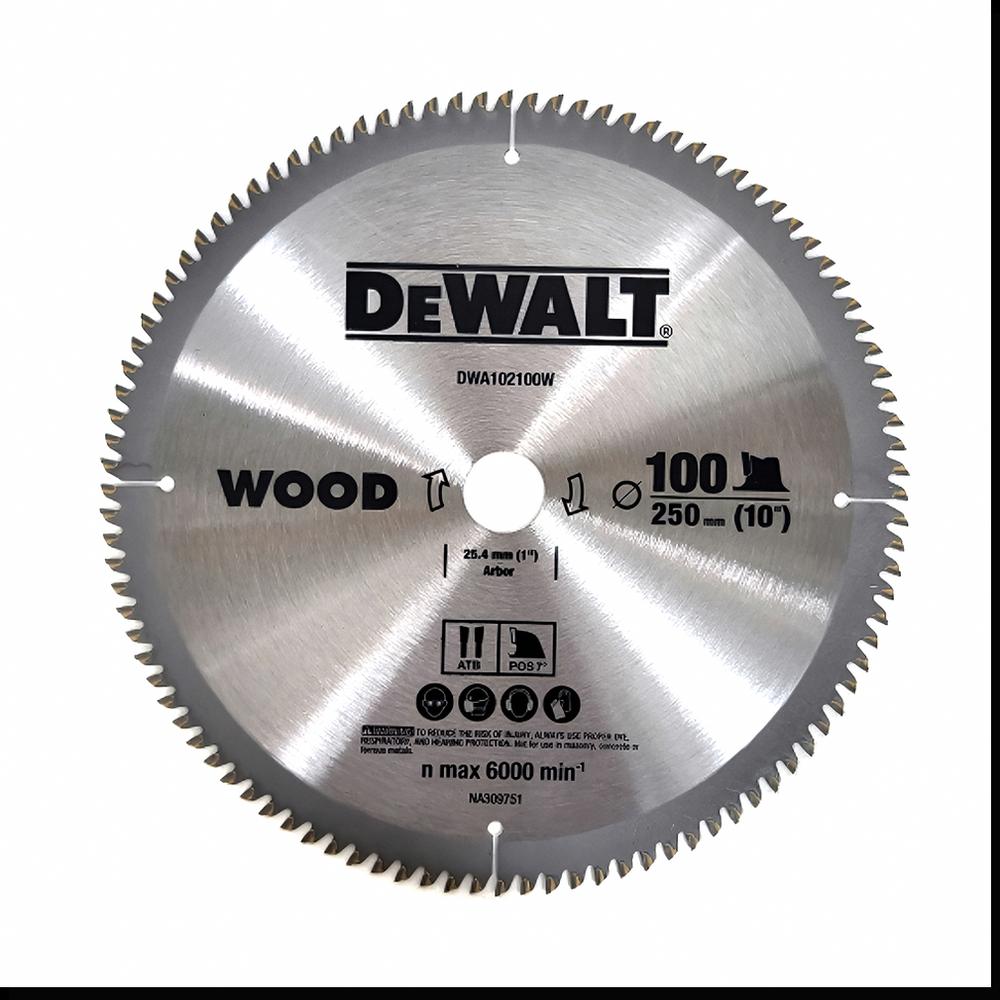 DEWALT®
DWA102100W
WOOD
100
Ø 250 mm (10")
25.4 mm (1")
Arbor
ATB
POS 7°
WARNING TO REDUCE THE RISK OF INJURY, ALWAYS USE PROPER EYE,
RESPIRATORY, AND HEARING PROTECTION. Not for use in masonry, concrete or
ferrous metals.
n max 6000 min-1
NA309751